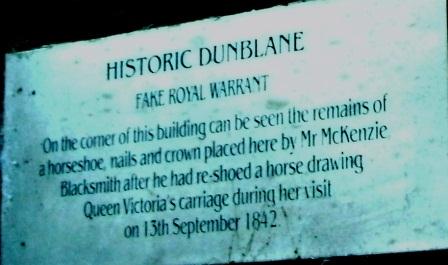 HISTORIC DUNBLANE
FAKE ROYAL WARRANT
On the corner of this building can be seen the remains of
a horseshoe, nails and crown placed here by Mr McKenzie
Blacksmith after he had re-shoed a horse drawing
Queen Victoria's carriage during her visit
on 13th September 1842.